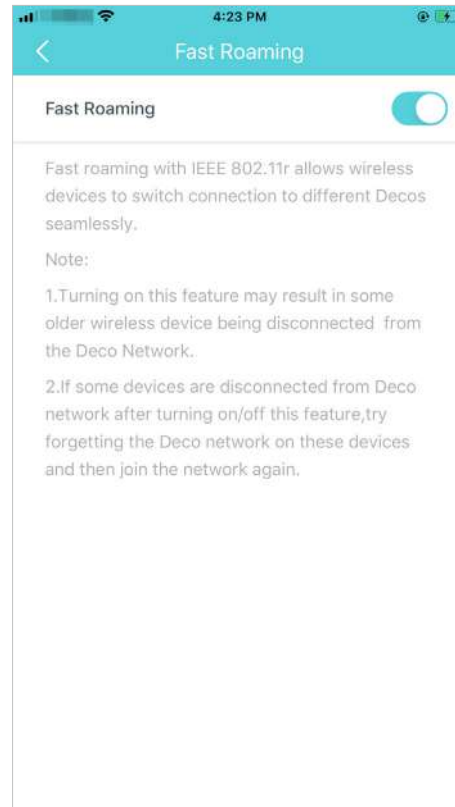 4:23 PM
Fast Roaming
Fast Roaming
Fast roaming with IEEE 802.11r allows wireless
devices to switch connection to different Decos
seamlessly.
Note:
1.Turning on this feature may result in some
older wireless device being disconnected from
the Deco Network.
2.If some devices are disconnected from Deco
network after turning on/off this feature,try
forgetting the Deco network on these devices
and then join the network again.